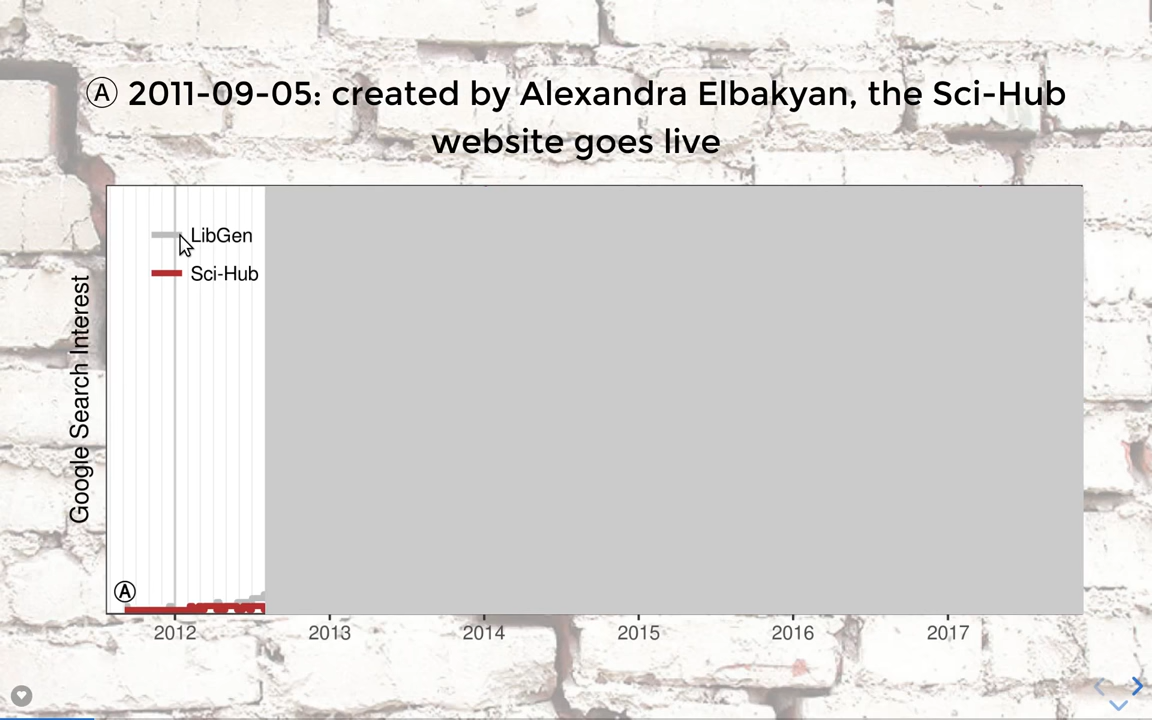 Ⓐ 2011-09-05: created by Alexandra Elbakyan, the Sci-Hub
website goes live
LibGen
Sci-Hub
Google Search Interest
Ⓐ
2012 2013 2014 2015 2016 2017